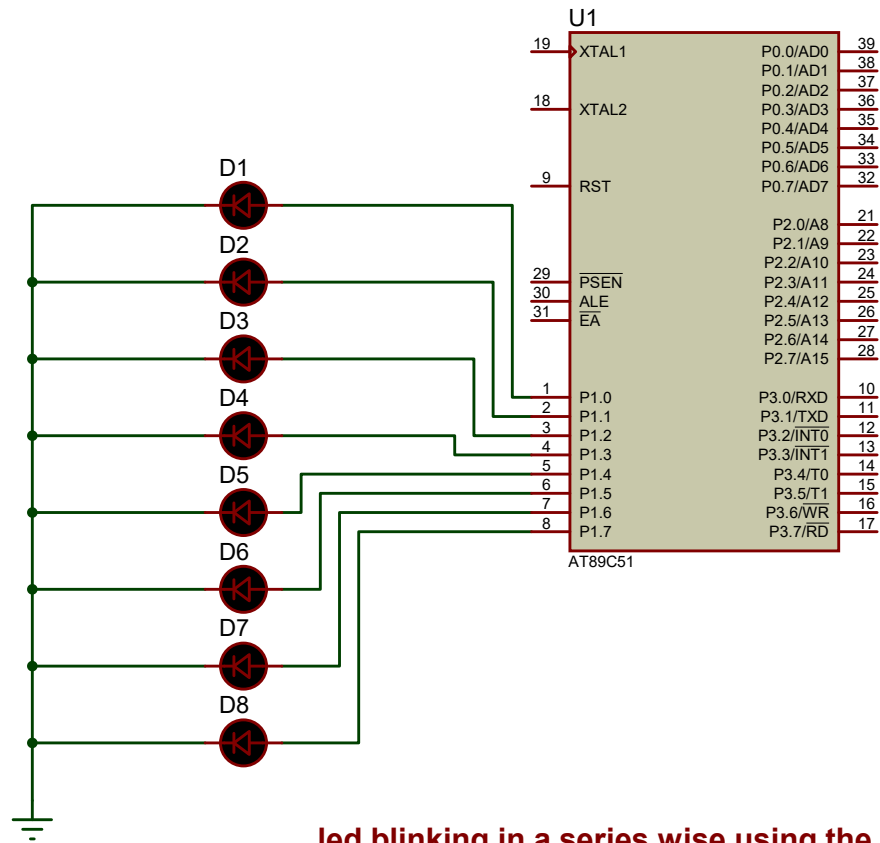 U1
19 XTAL1 P0.0/AD0 39
P0.1/AD1 38
P0.2/AD2 37
18 XTAL2 P0.3/AD3 36
P0.4/AD4 35
P0.5/AD5 34
P0.6/AD6 33
9 RST P0.7/AD7 32
P2.0/A8 21
P2.1/A9 22
P2.2/A10 23
29 PSEN P2.3/A11 24
30 ALE P2.4/A12 25
31 EA P2.5/A13 26
P2.6/A14 27
P2.7/A15 28
1 P1.0 P3.0/RXD 10
2 P1.1 P3.1/TXD 11
3 P1.2 P3.2/INT0 12
4 P1.3 P3.3/INT1 13
5 P1.4 P3.4/T0 14
6 P1.5 P3.5/T1 15
7 P1.6 P3.6/WR 16
8 P1.7 P3.7/RD 17
AT89C51
D1
D2
D3
D4
D5
D6
D7
D8
led blinking in a series wise using the